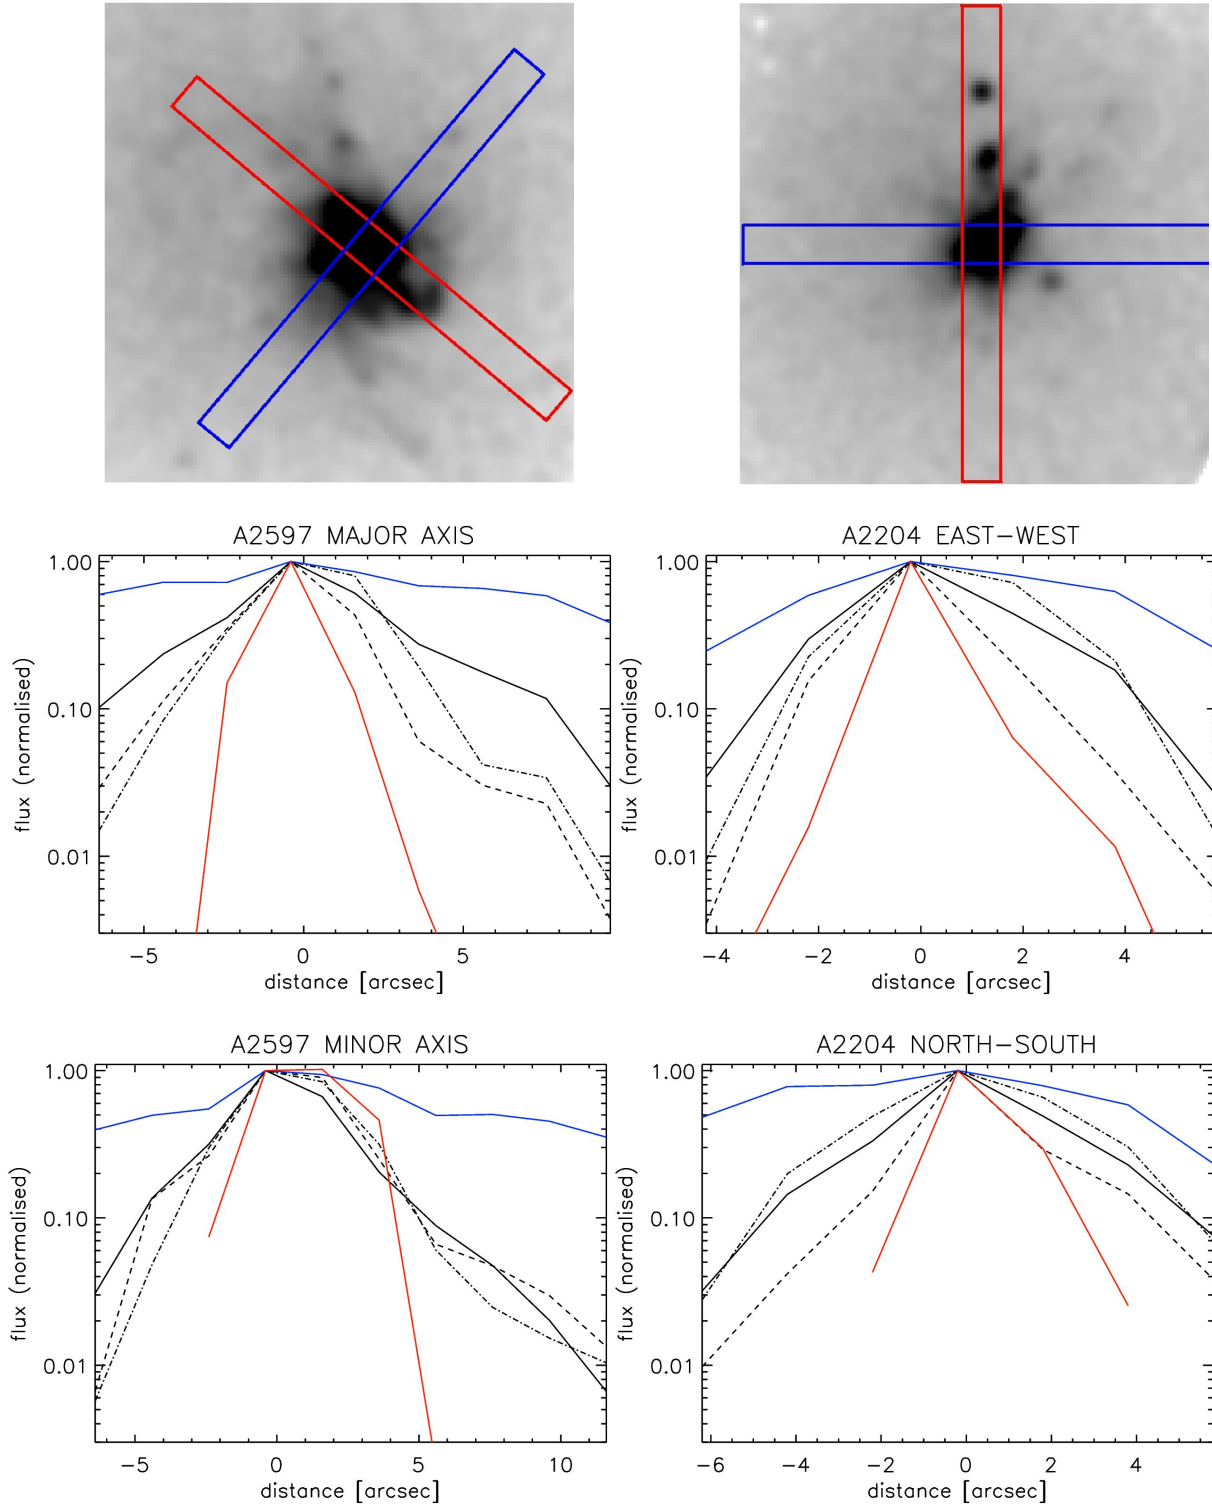 A2597 MAJOR AXIS
1.00
0.10
0.01
flux (normalised)
-5 0 5
distance [arcsec]
A2204 EAST-WEST
1.00
0.10
0.01
flux (normalised)
-4 -2 0 2 4
distance [arcsec]
A2597 MINOR AXIS
1.00
0.10
0.01
flux (normalised)
-5 0 5 10
distance [arcsec]
A2204 NORTH-SOUTH
1.00
0.10
0.01
flux (normalised)
-6 -4 -2 0 2 4
distance [arcsec]